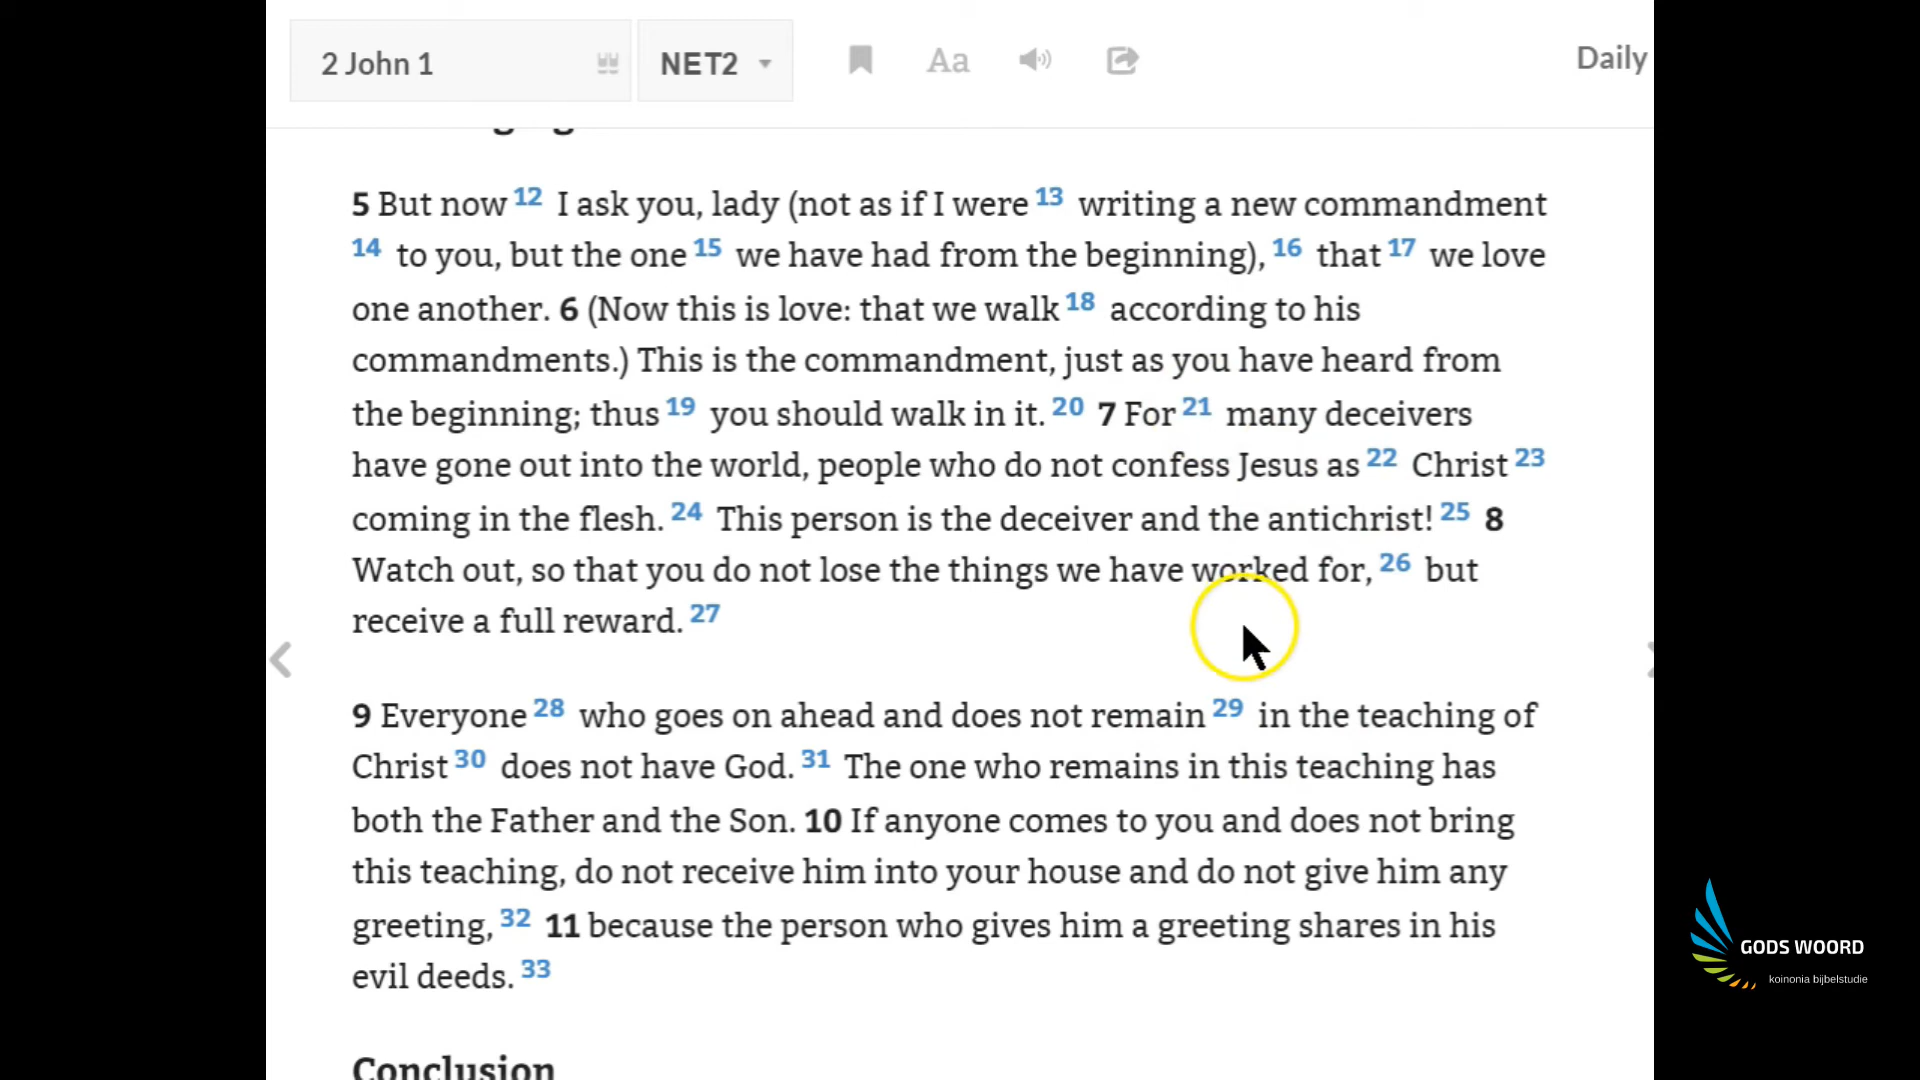 2 John 1
NET2
Aa
Daily
5 But now 12 I ask you, lady (not as if I were 13 writing a new commandment
14 to you, but the one 15 we have had from the beginning), 16 that 17 we love
one another. 6 (Now this is love: that we walk 18 according to his
commandments.) This is the commandment, just as you have heard from
the beginning; thus 19 you should walk in it. 20 7 For 21 many deceivers
have gone out into the world, people who do not confess Jesus as 22 Christ 23
coming in the flesh. 24 This person is the deceiver and the antichrist! 25 8
Watch out, so that you do not lose the things we have worked for, 26 but
receive a full reward. 27
9 Everyone 28 who goes on ahead and does not remain 29 in the teaching of
Christ 30 does not have God. 31 The one who remains in this teaching has
both the Father and the Son. 10 If anyone comes to you and does not bring
this teaching, do not receive him into your house and do not give him any
greeting, 32 11 because the person who gives him a greeting shares in his
evil deeds. 33
Conclusion
GODS WOORD
koinonia bijbelstudie